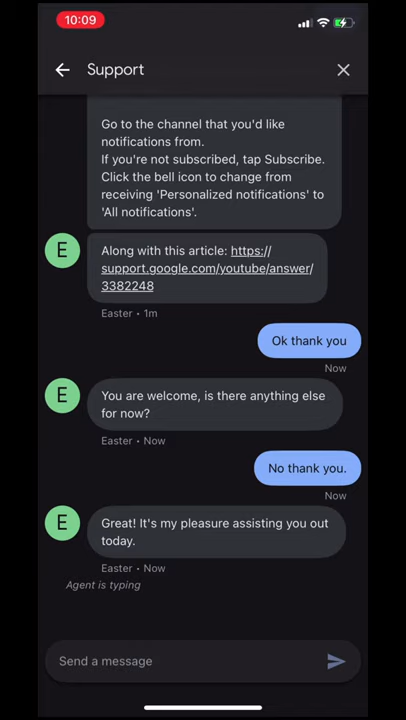 10:09
Support
Go to the channel that you'd like
notifications from.
If you're not subscribed, tap Subscribe.
Click the bell icon to change from
receiving 'Personalized notifications' to
'All notifications'.
E
Along with this article: https://
support.google.com/youtube/answer/
3382248
Easter • 1m
Ok thank you
Now
E
You are welcome, is there anything else
for now?
Easter • Now
No thank you.
Now
E
Great! It's my pleasure assisting you out
today.
Easter • Now
Agent is typing
Send a message